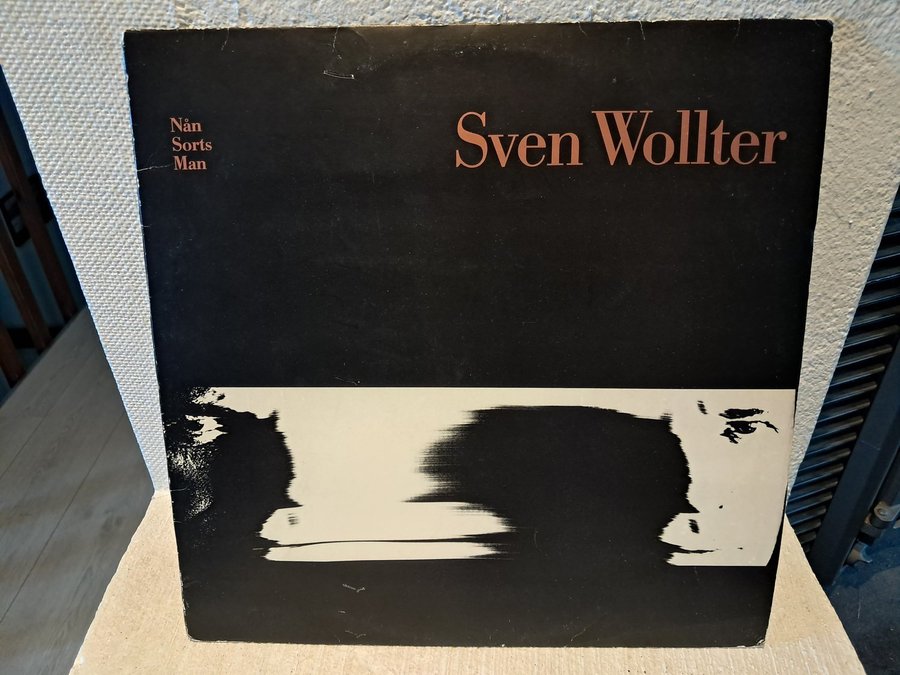 Nån
Sorts
Man
Sven Wollter